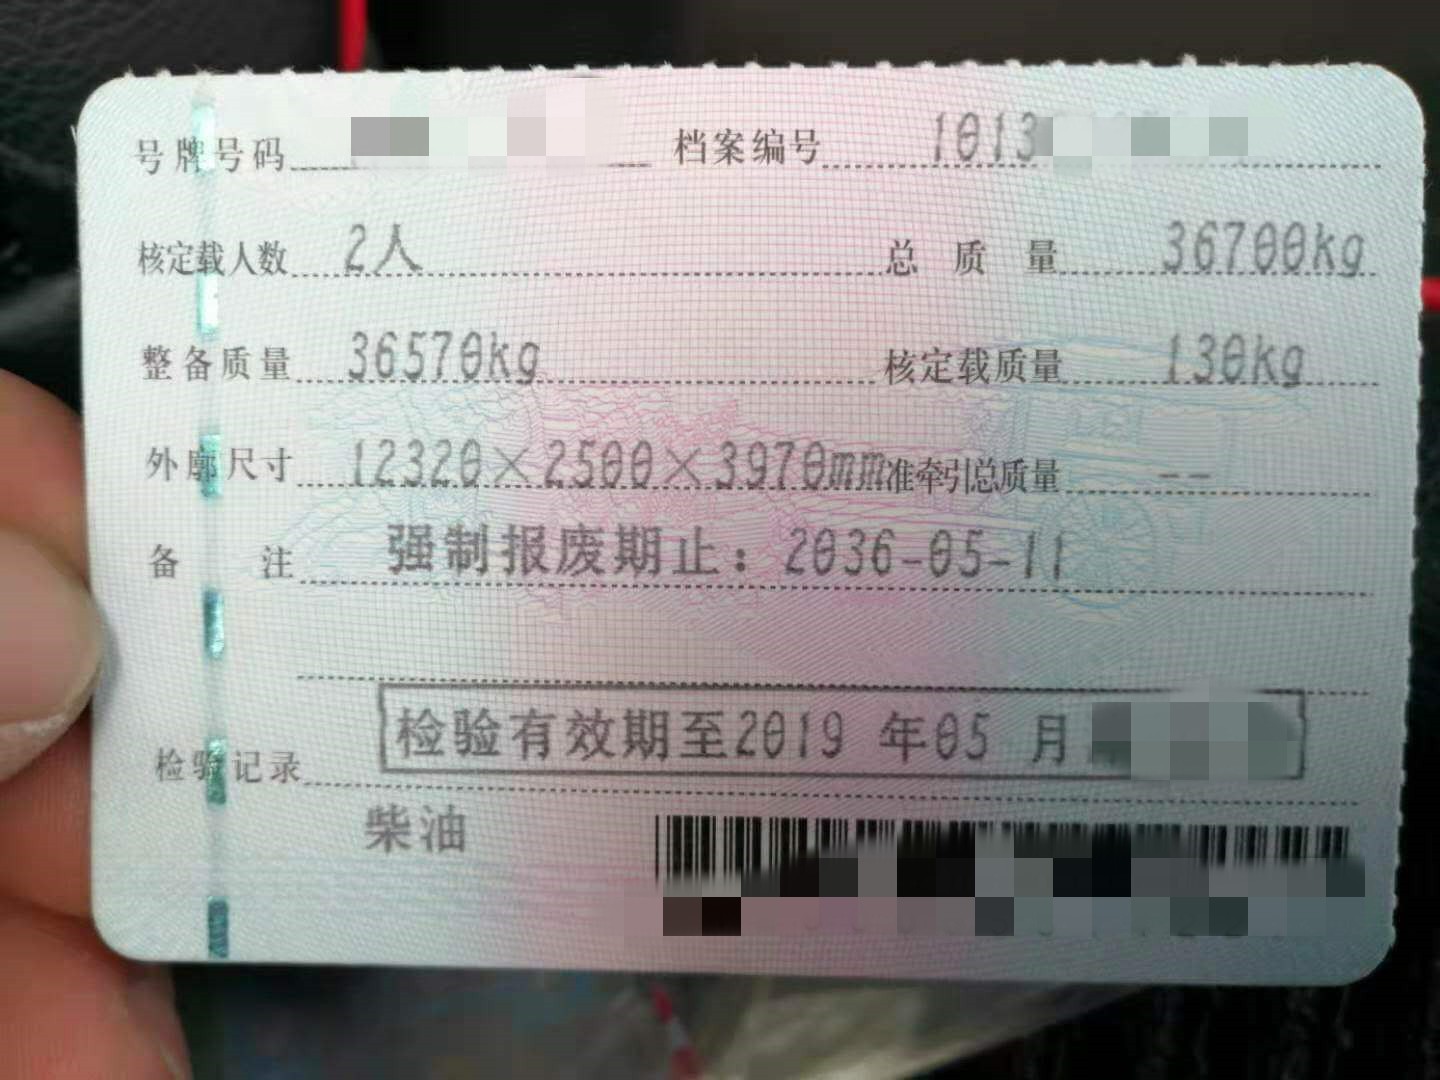 号牌号码 档案编号 1013
核定载人数 2人 总质量 36700kg
整备质量 36570kg 核定载质量 130kg
外廓尺寸 12320×2500×3970mm 准牵引总质量 --
备注 强制报废期止：2036-05-11
检验记录 检验有效期至2019 年05 月
柴油